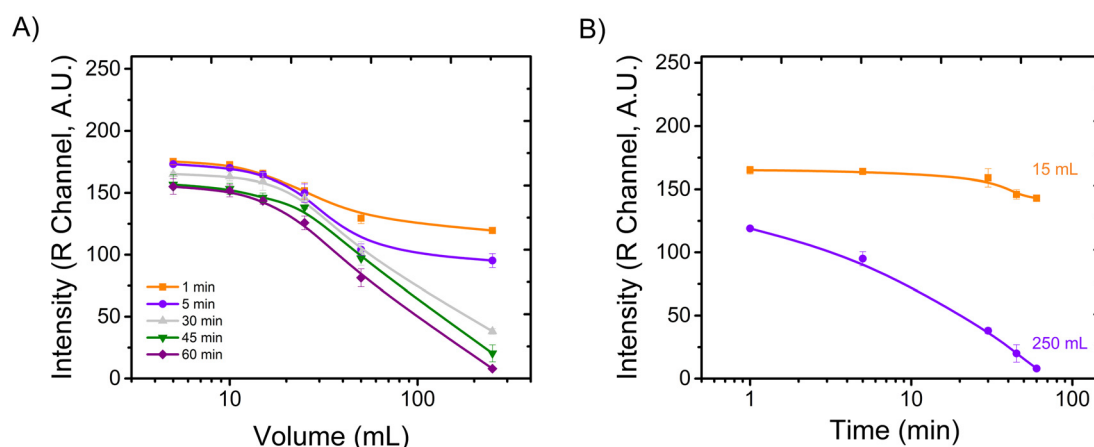 A)
Intensity (R Channel, A.U.)
250
200
150
100
50
0
1 min
5 min
30 min
45 min
60 min
10
100
Volume (mL)
B)
Intensity (R Channel, A.U.)
250
200
150
100
50
0
15 mL
250 mL
1
10
100
Time (min)